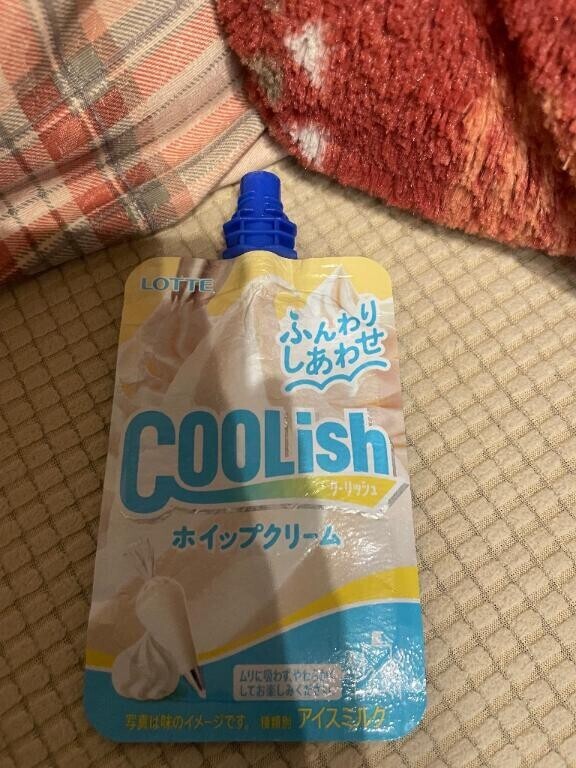 LOTTE
ふんわり
しあわせ
COOLish
クーリッシュ
ホイップクリーム
ムリに吸わず、やわらかく
してお楽しみください。
写真は味のイメージです。 種類別 アイスミルク